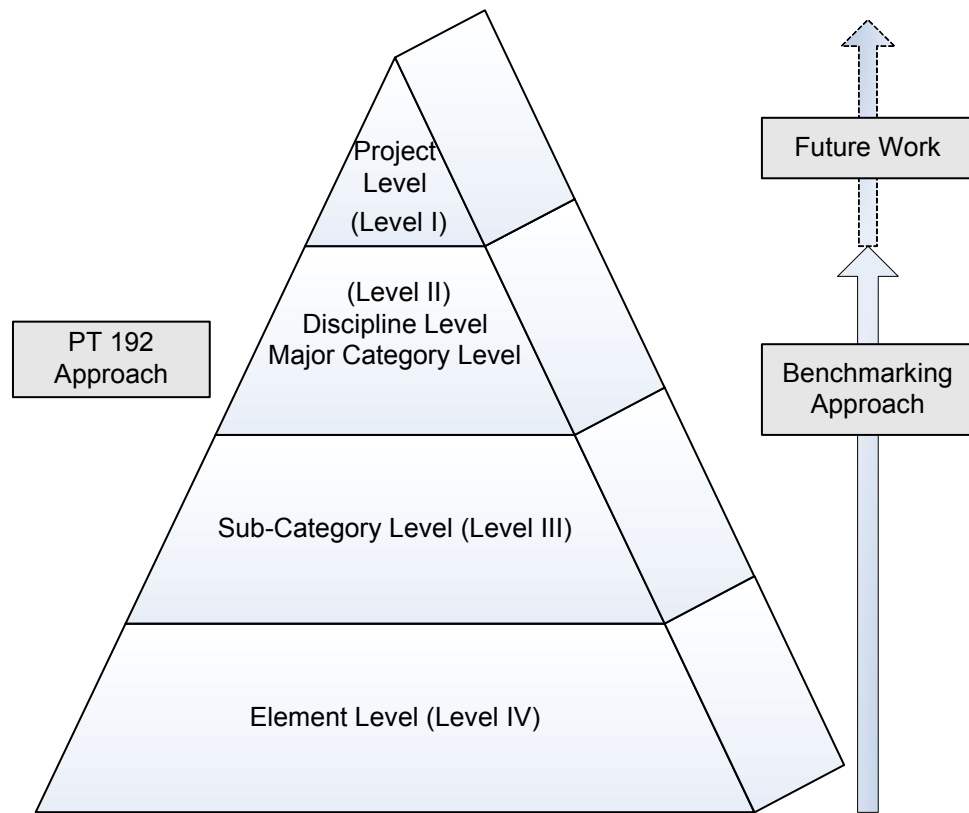 Project
Level
(Level I)
Future Work
(Level II)
Discipline Level
Major Category Level
PT 192
Approach
Benchmarking
Approach
Sub-Category Level (Level III)
Element Level (Level IV)